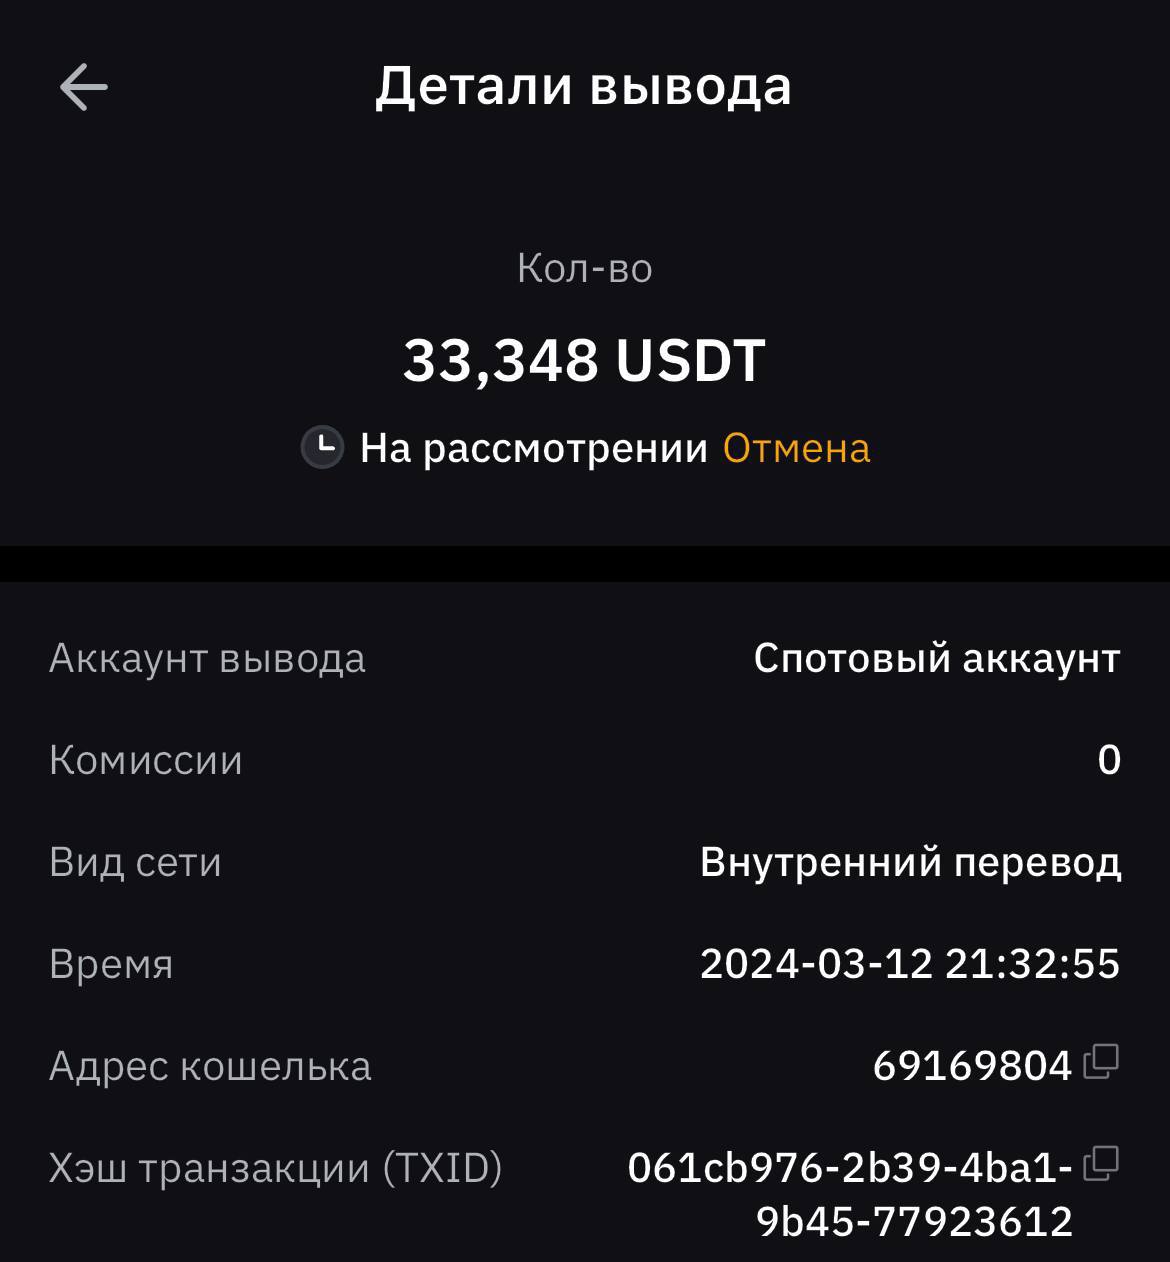 Детали вывода
Кол-во
33,348 USDT
На рассмотрении Отмена
Аккаунт вывода Спотовый аккаунт
Комиссии 0
Вид сети Внутренний перевод
Время 2024-03-12 21:32:55
Адрес кошелька 69169804
Хэш транзакции (TXID) 061cb976-2b39-4ba1-
9b45-77923612